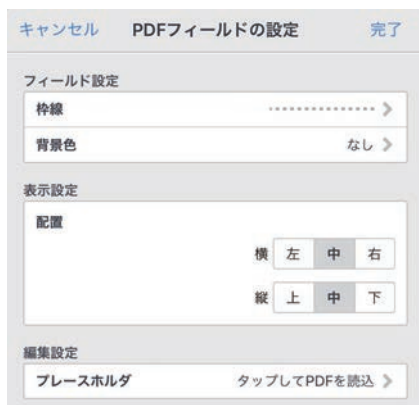 キャンセル PDFフィールドの設定 完了
フィールド設定
枠線
背景色 なし
表示設定
配置
横 左 中 右
縦 上 中 下
編集設定
プレースホルダ タップしてPDFを読込